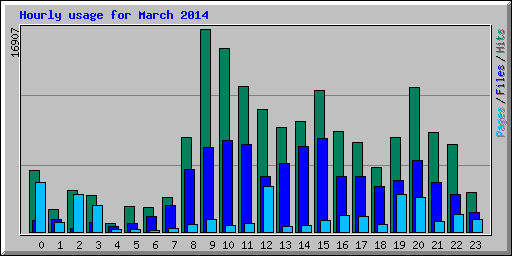 Hourly usage for March 2014
16907
Pages/Files/Hits
0 1 2 3 4 5 6 7 8 9 10 11 12 13 14 15 16 17 18 19 20 21 22 23